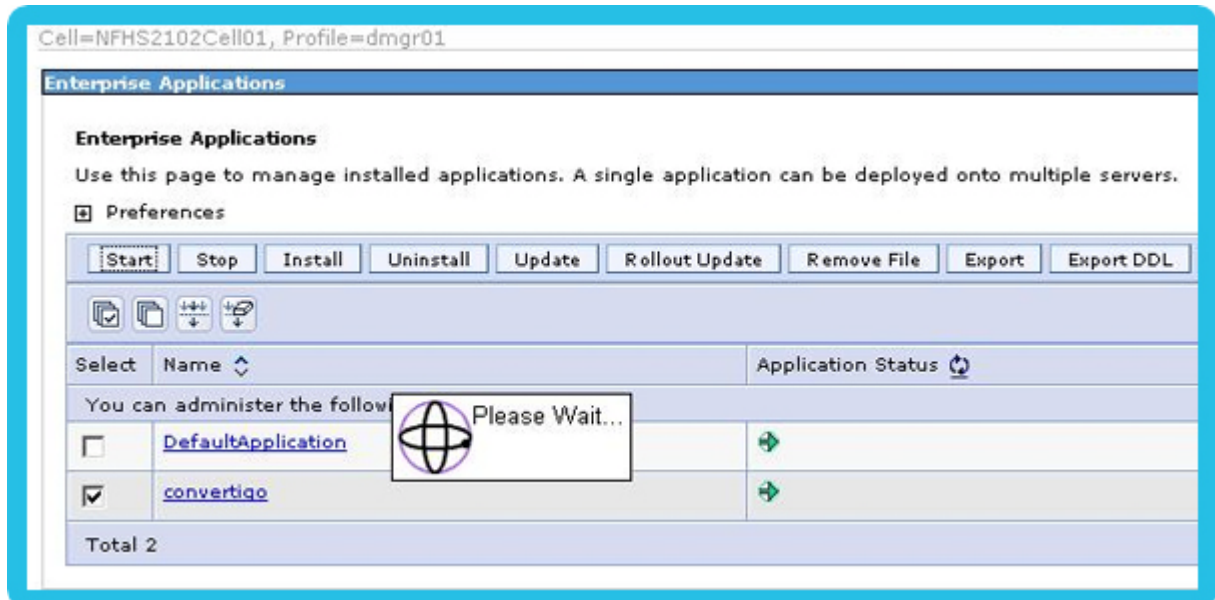 Cell=NFHS2102Cell01, Profile=dmgr01
Enterprise Applications
Enterprise Applications
Use this page to manage installed applications. A single application can be deployed onto multiple servers.
Preferences
Start Stop Install Uninstall Update Rollout Update Remove File Export Export DDL
Select Name Application Status
You can administer the
Please Wait...
DefaultApplication
convertigo
Total 2